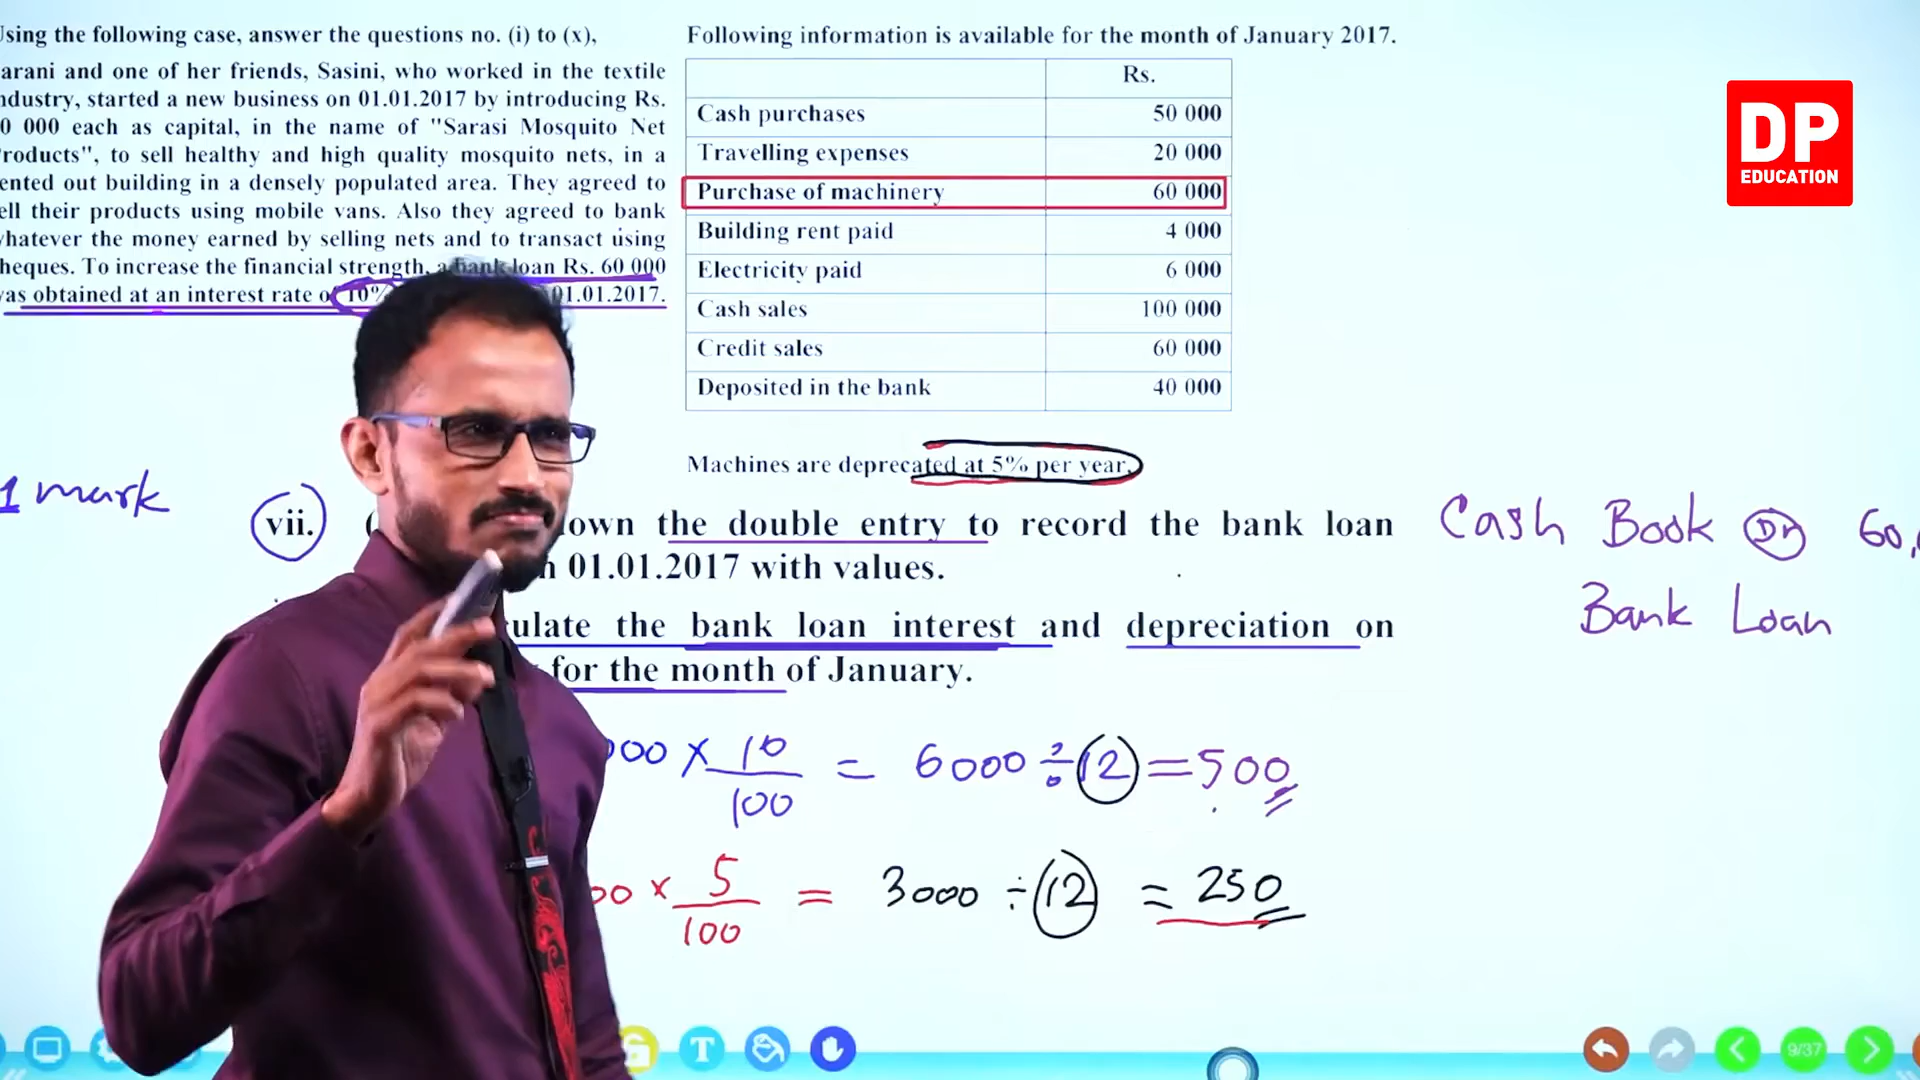 Using the following case, answer the questions no. (i) to (x),
arani and one of her friends, Sasini, who worked in the textile
ndustry, started a new business on 01.01.2017 by introducing Rs.
0 000 each as capital, in the name of "Sarasi Mosquito Net
roducts", to sell healthy and high quality mosquito nets, in a
ented out building in a densely populated area. They agreed to
ell their products using mobile vans. Also they agreed to bank
whatever the money earned by selling nets and to transact using
heques. To increase the financial strength, a bank loan Rs. 60 000
as obtained at an interest rate o 10% 01.01.2017.
Following information is available for the month of January 2017.
Rs.
Cash purchases 50 000
Travelling expenses 20 000
Purchase of machinery 60 000
Building rent paid 4 000
Electricity paid 6 000
Cash sales 100 000
Credit sales 60 000
Deposited in the bank 40 000
Machines are deprecated at 5% per year.
DP
EDUCATION
1 mark
vii. ( own the double entry to record the bank loan
n 01.01.2017 with values.
ulate the bank loan interest and depreciation on
for the month of January.
Cash Book Dr 60,
Bank Loan
000 × 10/100 = 6000 ÷ 12 = 500
00 × 5/100 = 3000 ÷ 12 = 250
T
9/37